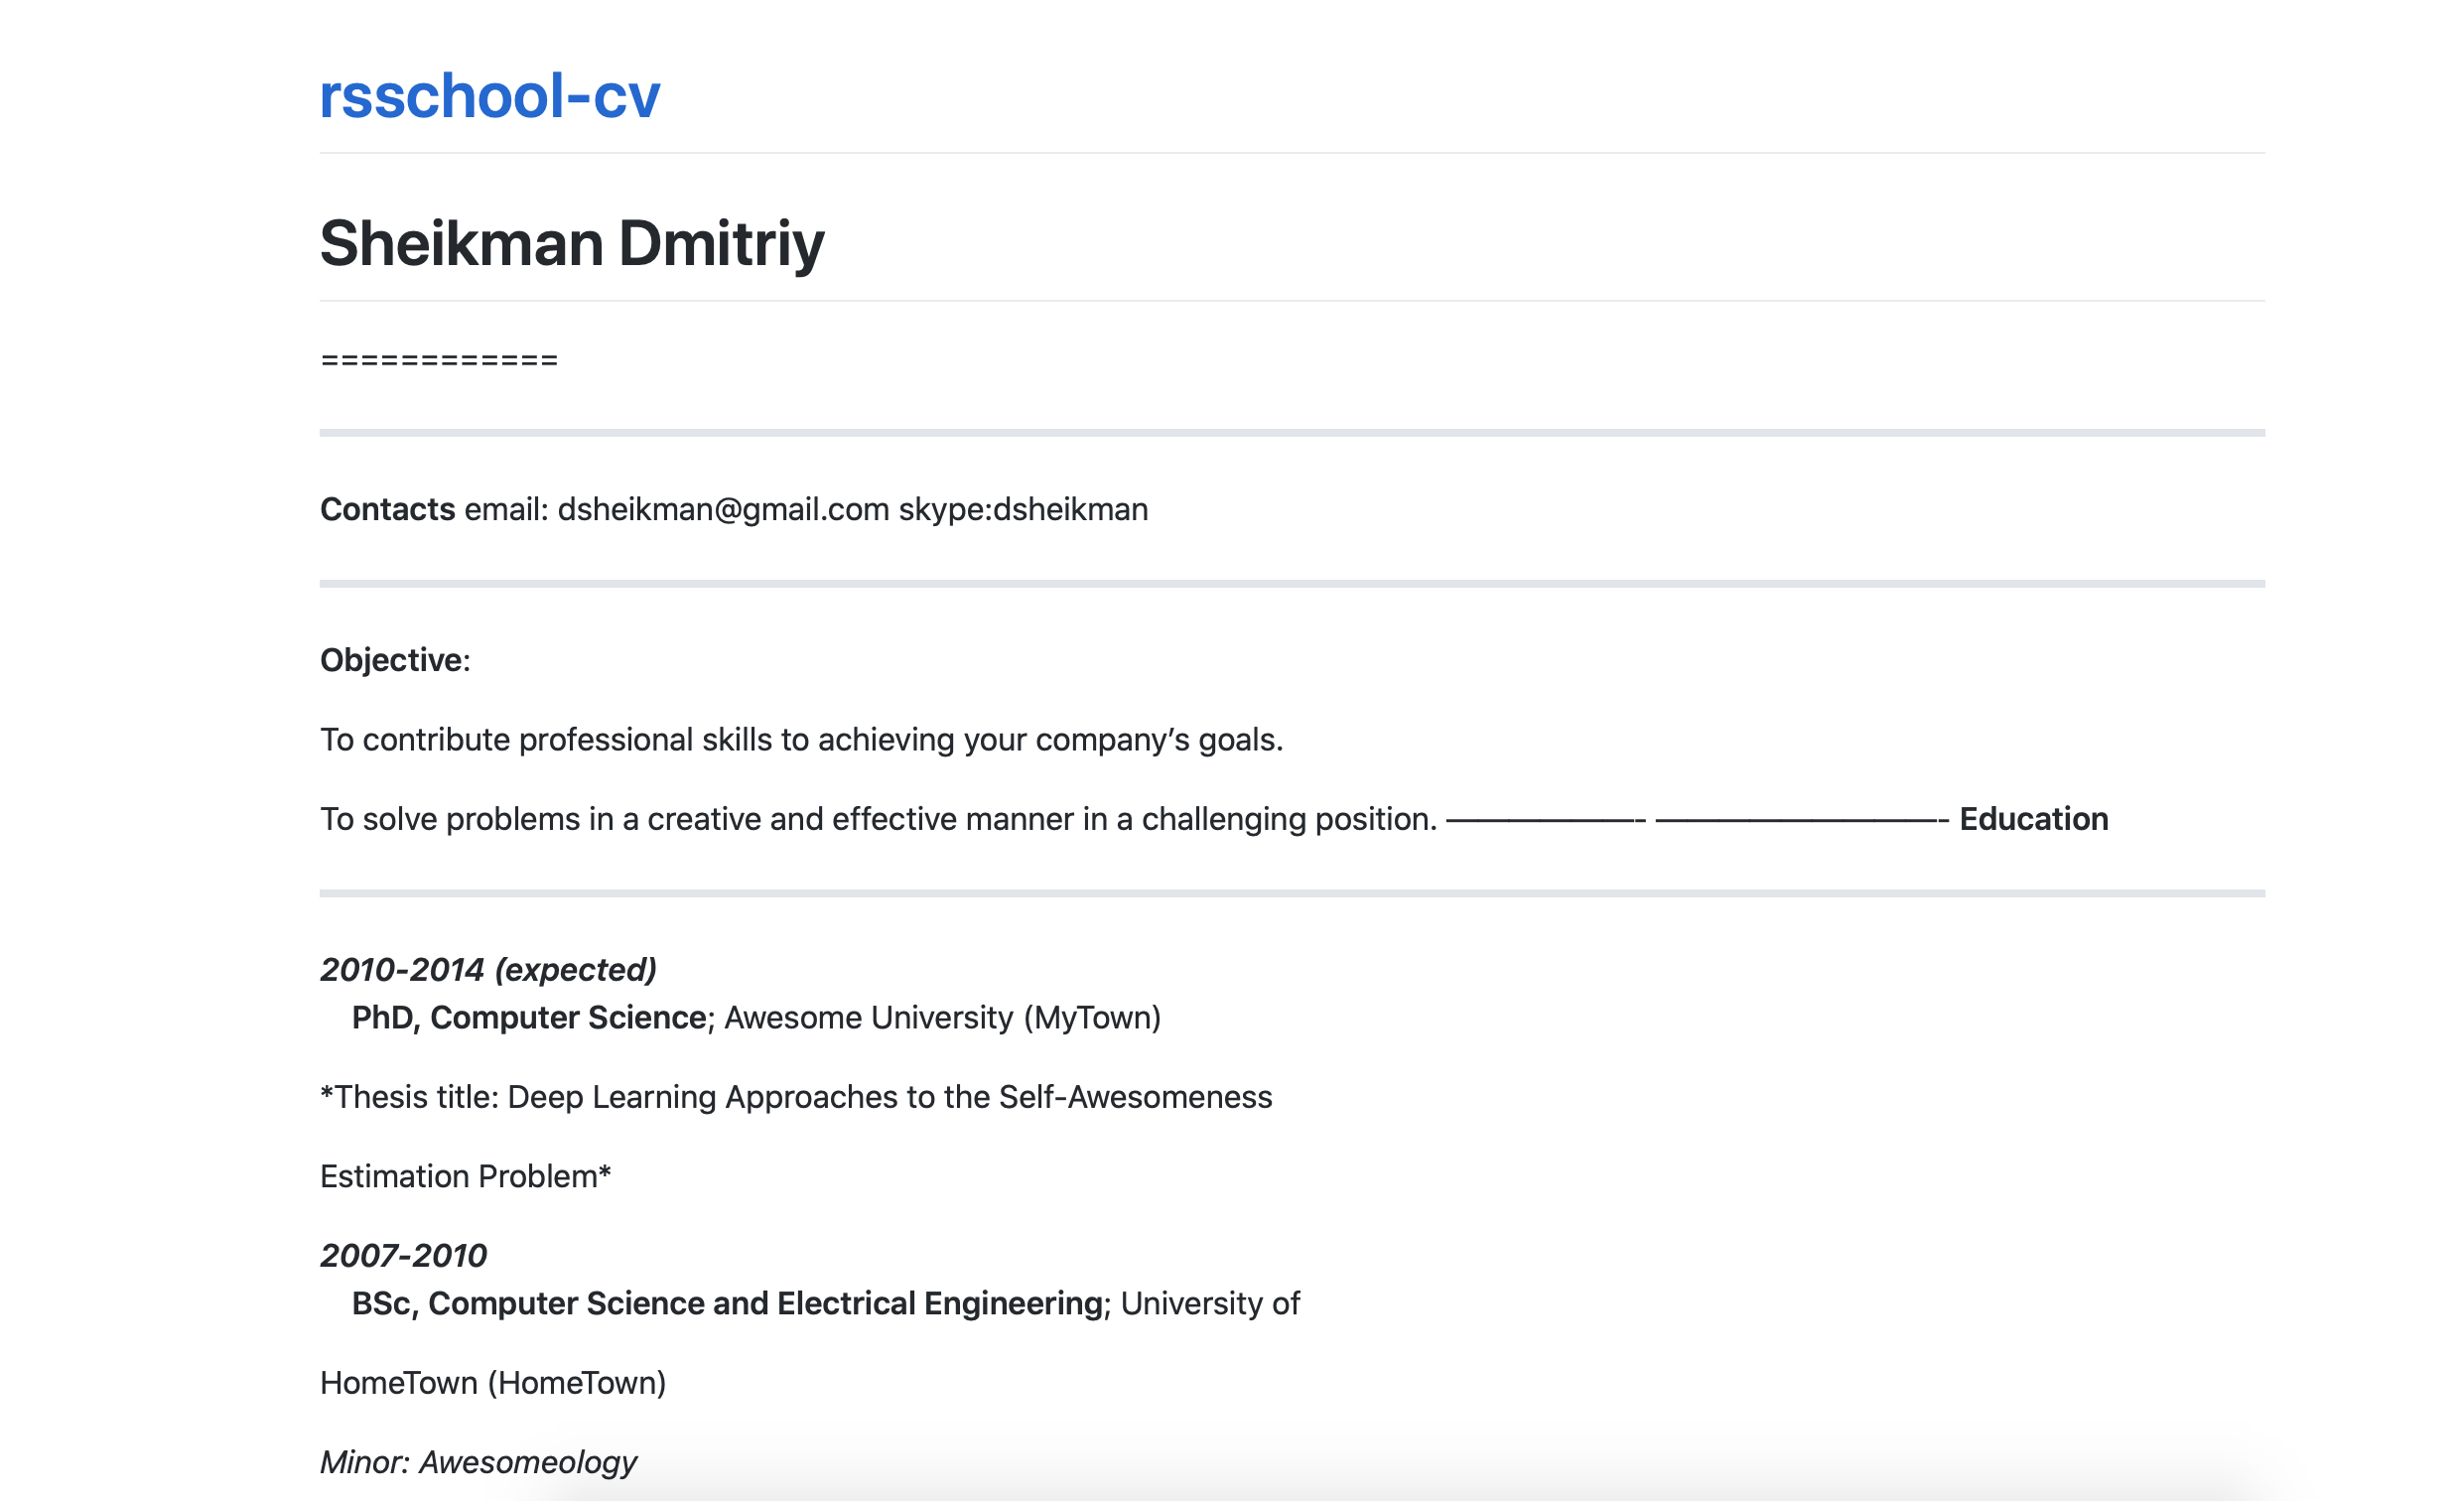 rsschool-cv
Sheikman Dmitriy
============
Contacts email: dsheikman@gmail.com skype:dsheikman
Objective:
To contribute professional skills to achieving your company’s goals.
To solve problems in a creative and effective manner in a challenging position. ——————- —————————- Education
2010-2014 (expected)
PhD, Computer Science; Awesome University (MyTown)
*Thesis title: Deep Learning Approaches to the Self-Awesomeness
Estimation Problem*
2007-2010
BSc, Computer Science and Electrical Engineering; University of
HomeTown (HomeTown)
Minor: Awesomeology